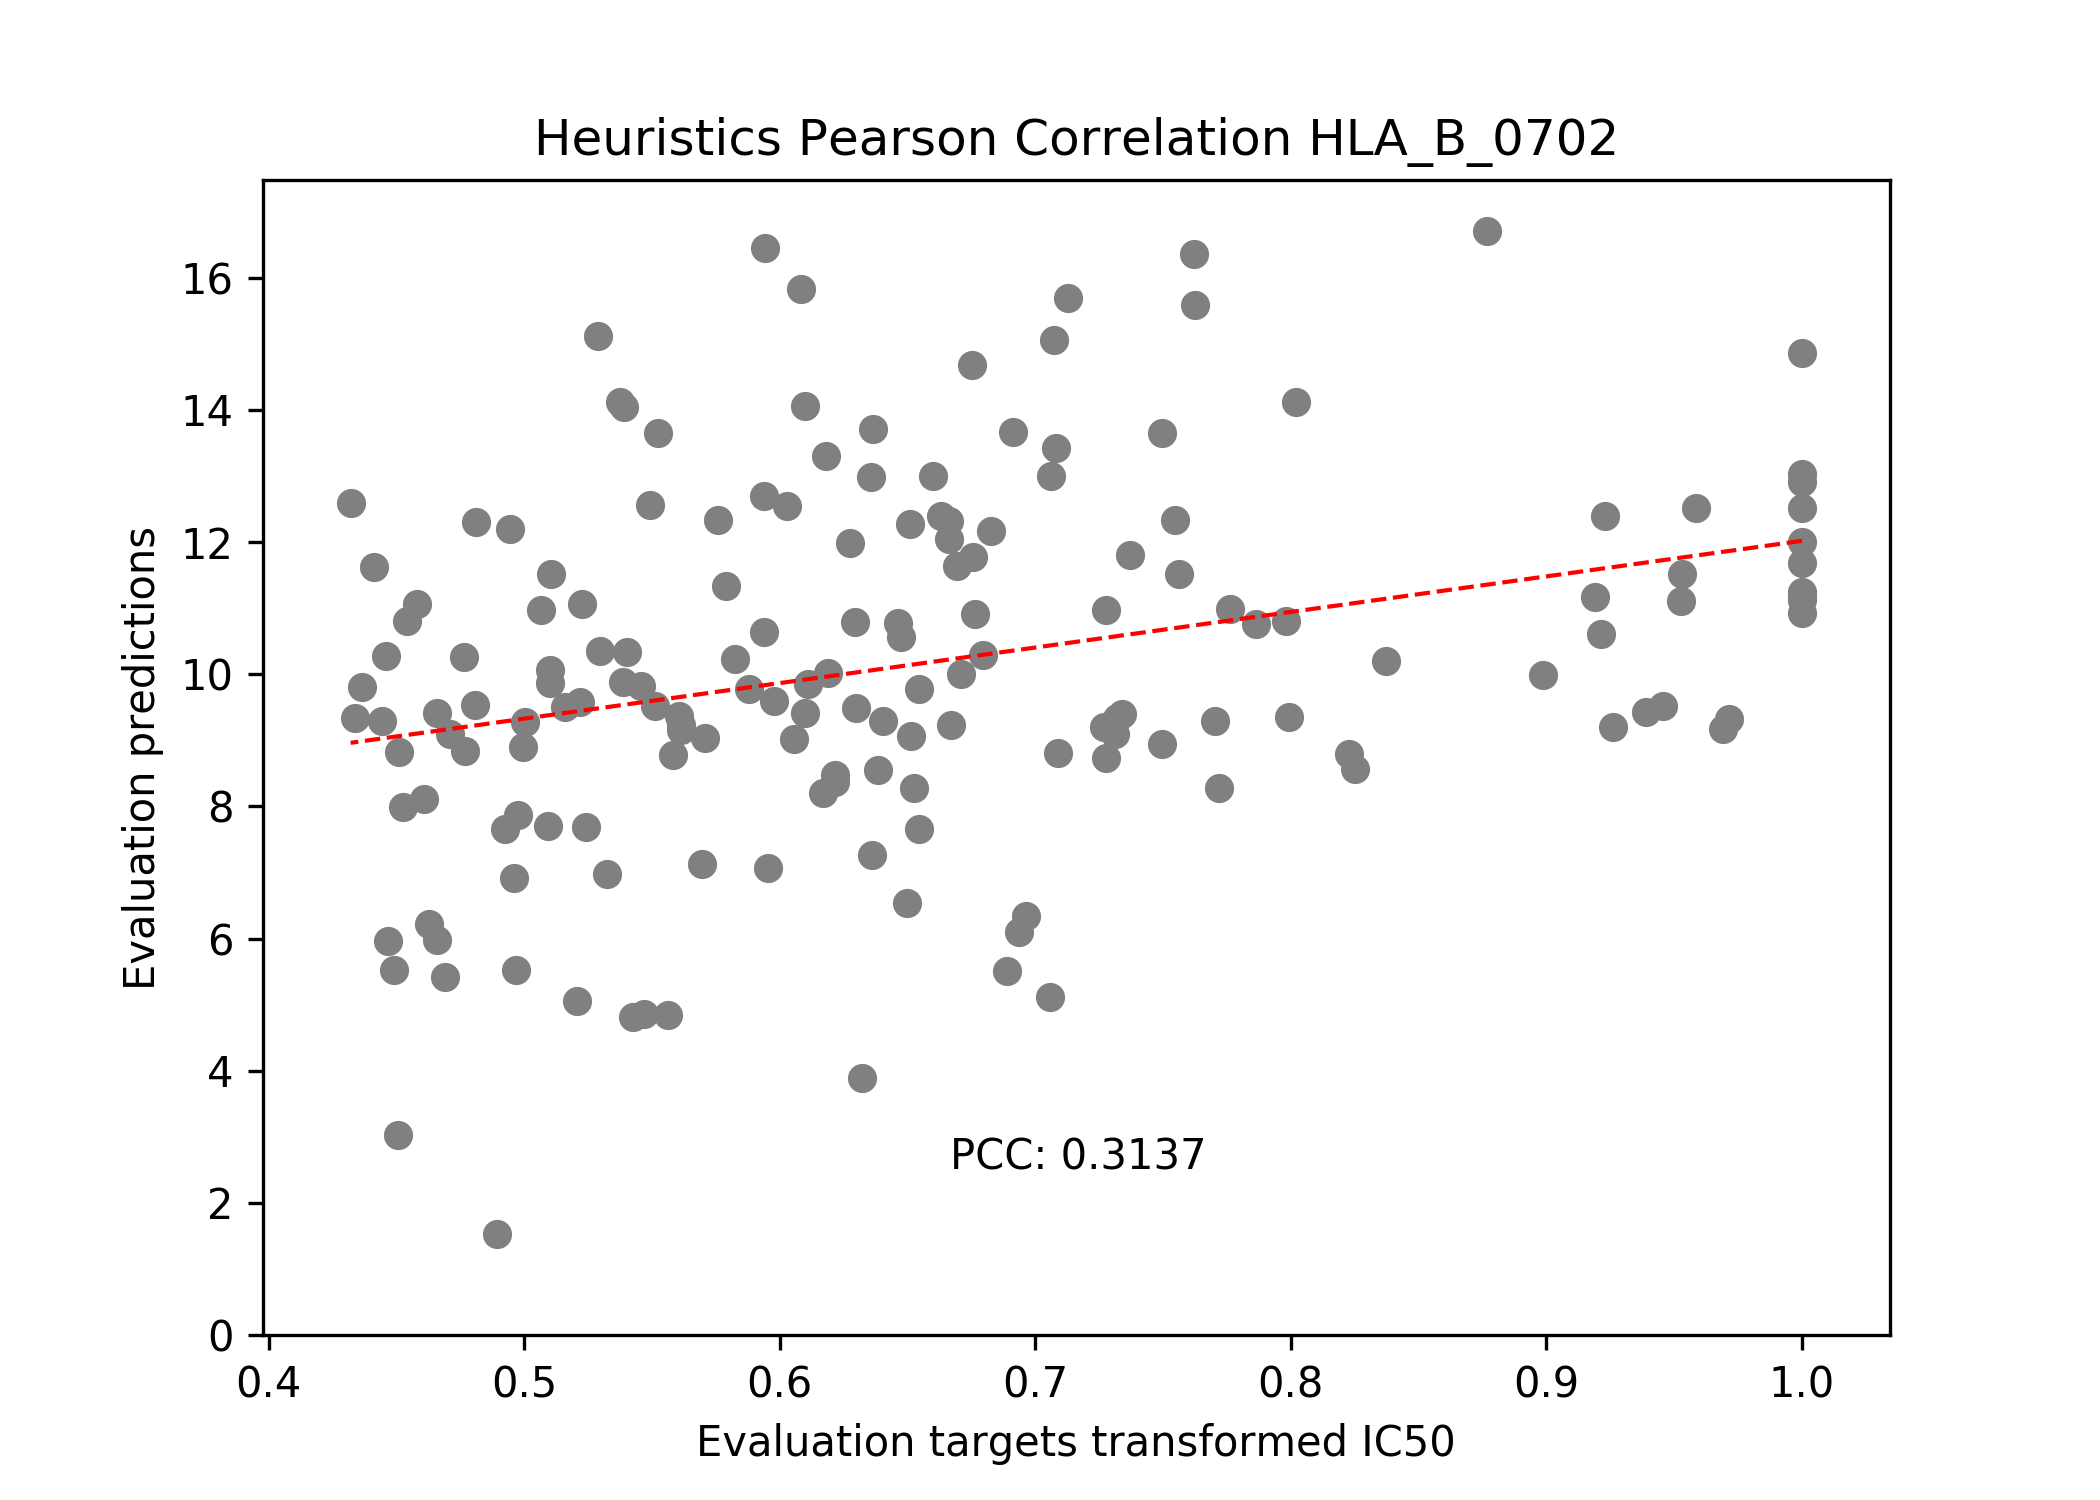 Heuristics Pearson Correlation HLA_B_0702
16
14
12
10
8
6
4
2
0
Evaluation predictions
PCC: 0.3137
0.4 0.5 0.6 0.7 0.8 0.9 1.0
Evaluation targets transformed IC50